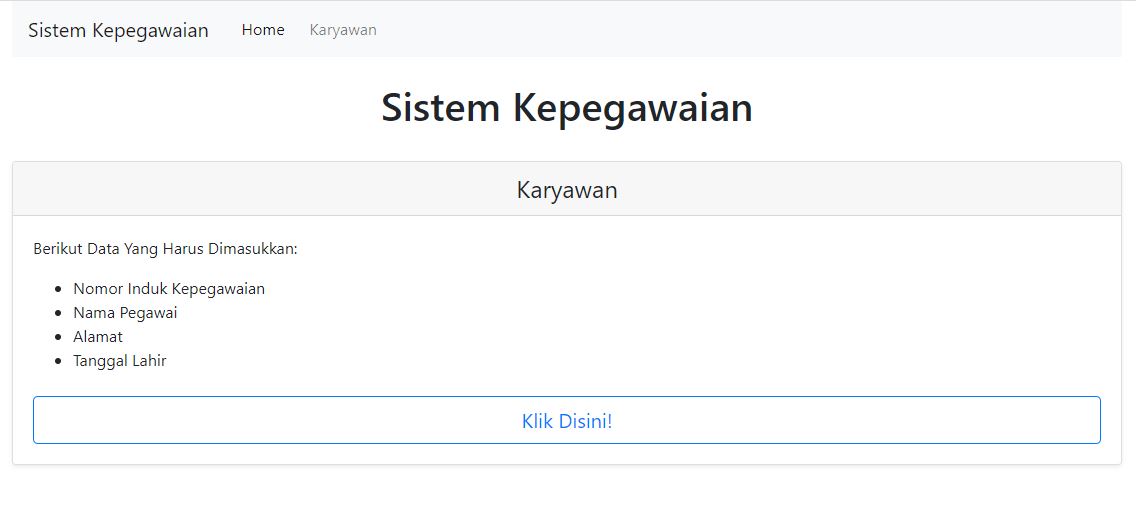 Sistem Kepegawaian Home Karyawan
Sistem Kepegawaian
Karyawan
Berikut Data Yang Harus Dimasukkan:
Nomor Induk Kepegawaian
Nama Pegawai
Alamat
Tanggal Lahir
Klik Disini!